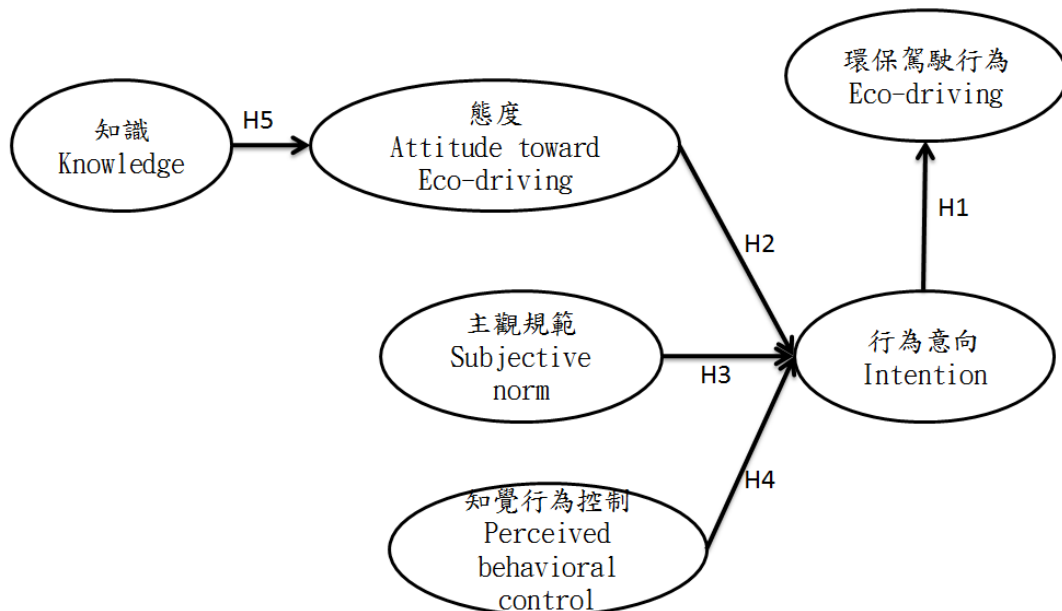 環保駕駛行為
Eco-driving
知識
Knowledge
H5
態度
Attitude toward
Eco-driving
H1
H2
主觀規範
Subjective
norm
H3
行為意向
Intention
H4
知覺行為控制
Perceived
behavioral
control